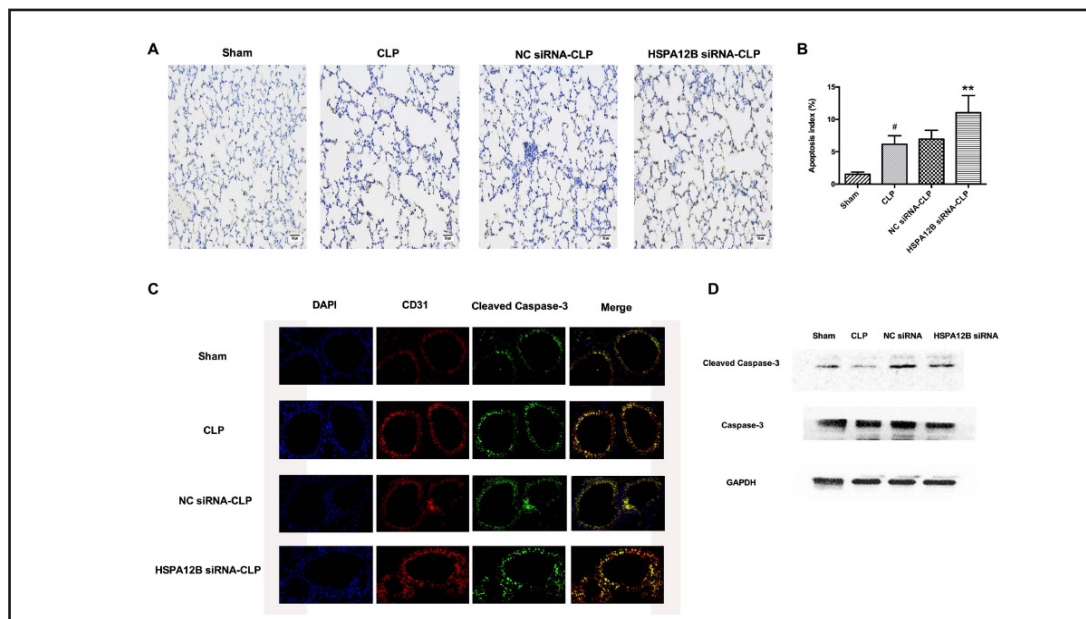 A
B
Sham
CLP
NC siRNA-CLP
HSPA12B siRNA-CLP
Apoptosis index (%)
15
10
5
0
#
**
Sham
CLP
NC siRNA-CLP
HSPA12B siRNA-CLP
C
D
DAPI
CD31
Cleaved Caspase-3
Merge
Sham
CLP
NC siRNA-CLP
HSPA12B siRNA-CLP
Sham
CLP
NC siRNA
HSPA12B siRNA
Cleaved Caspase-3
Caspase-3
GAPDH